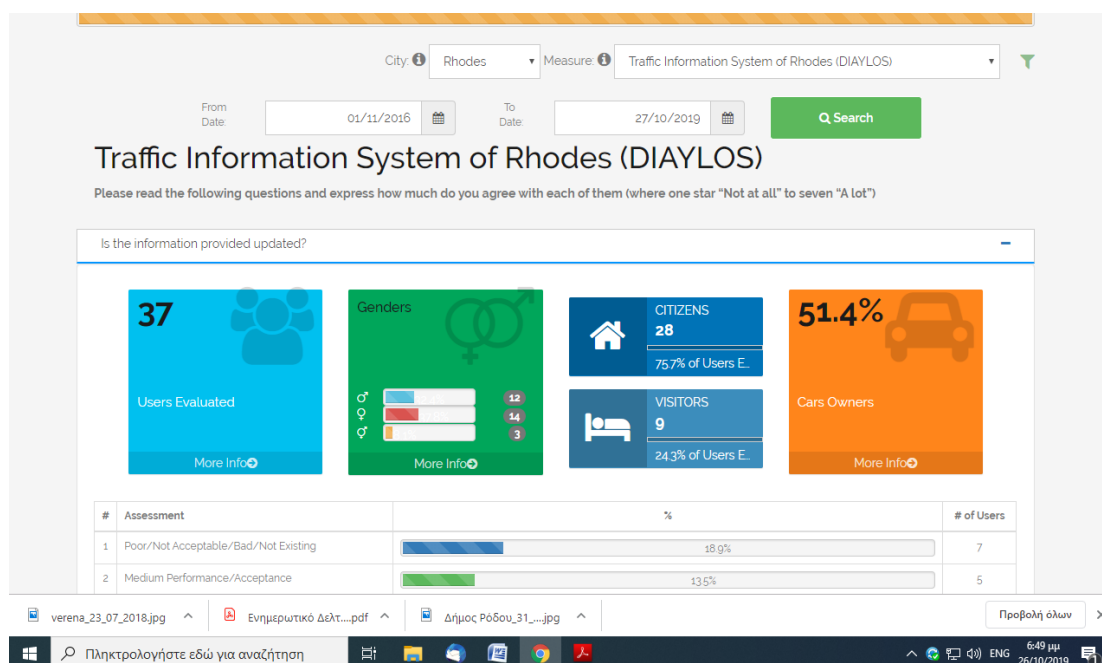 City: Rhodes Measure: Traffic Information System of Rhodes (DIAYLOS)
From Date: 01/11/2016 To Date: 27/10/2019 Search
Traffic Information System of Rhodes (DIAYLOS)
Please read the following questions and express how much do you agree with each of them (where one star “Not at all” to seven “A lot”)
Is the information provided updated?
37
Users Evaluated
More Info
Genders
12
14
3
More Info
CITIZENS
28
75.7% of Users E...
VISITORS
9
24.3% of Users E...
51.4%
Cars Owners
More Info
# Assessment % # of Users
1 Poor/Not Acceptable/Bad/Not Existing 18.9% 7
2 Medium Performance/Acceptance 13.5% 5
verena_23_07_2018.jpg Ενημερωτικό Δελτ....pdf Δήμος Ρόδου_31_....jpg Προβολή όλων
Πληκτρολογήστε εδώ για αναζήτηση ENG 6:49 μμ
26/10/2019